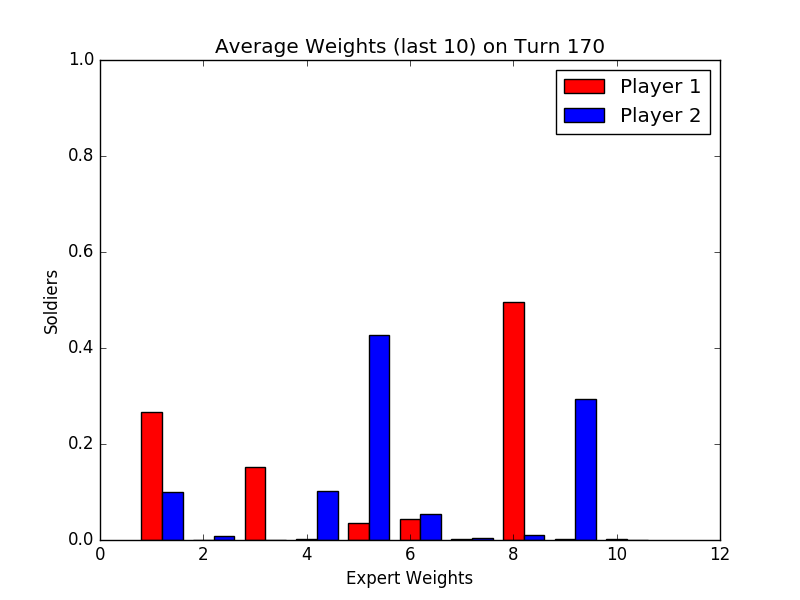 Average Weights (last 10) on Turn 170
Player 1
Player 2
1.0
0.8
0.6
0.4
0.2
0.0
Soldiers
0 2 4 6 8 10 12
Expert Weights